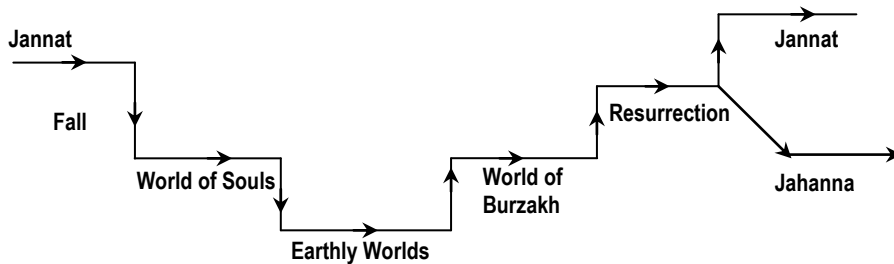 Jannat
Fall
World of Souls
Earthly Worlds
World of
Burzakh
Resurrection
Jannat
Jahanna